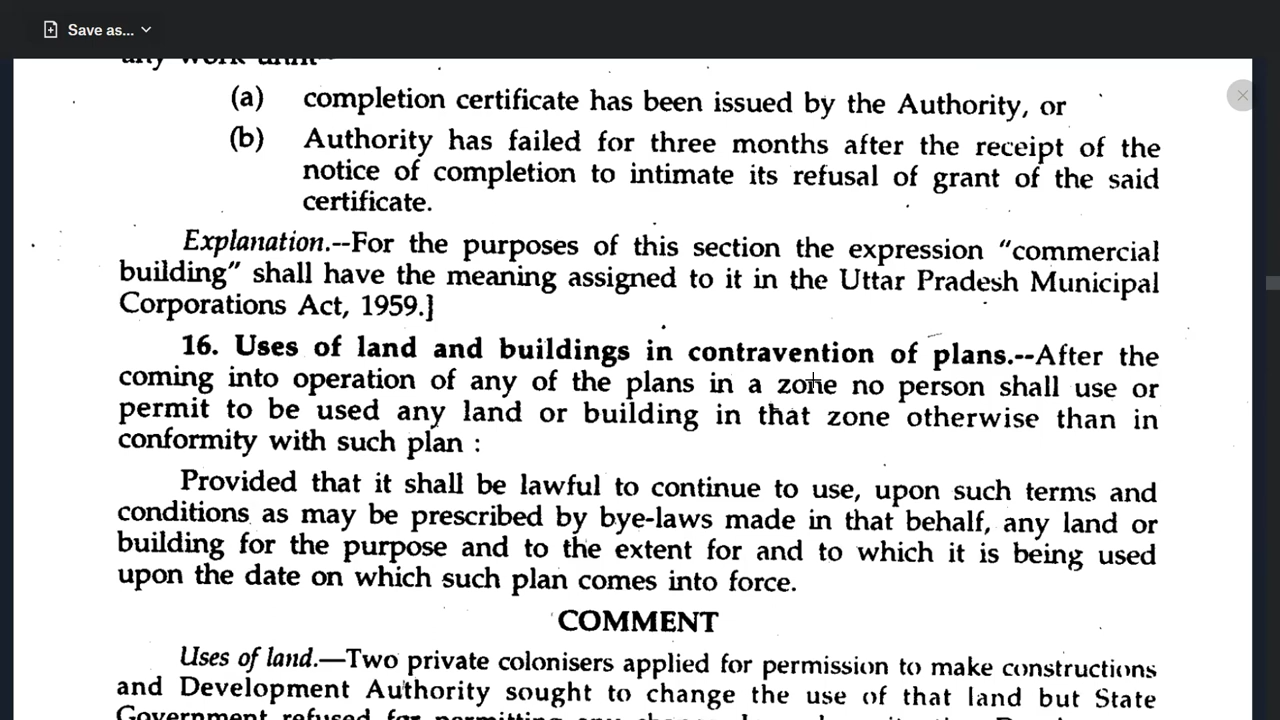 Save as...
any work until--
(a) completion certificate has been issued by the Authority, or
(b) Authority has failed for three months after the receipt of the
notice of completion to intimate its refusal of grant of the said
certificate.
Explanation.--For the purposes of this section the expression "commercial
building" shall have the meaning assigned to it in the Uttar Pradesh Municipal
Corporations Act, 1959.]
16. Uses of land and buildings in contravention of plans.--After the
coming into operation of any of the plans in a zone no person shall use or
permit to be used any land or building in that zone otherwise than in
conformity with such plan :
Provided that it shall be lawful to continue to use, upon such terms and
conditions as may be prescribed by bye-laws made in that behalf, any land or
building for the purpose and to the extent for and to which it is being used
upon the date on which such plan comes into force.
COMMENT
Uses of land.—Two private colonisers applied for permission to make constructions
and Development Authority sought to change the use of that land but State
Government refused for permitting any change